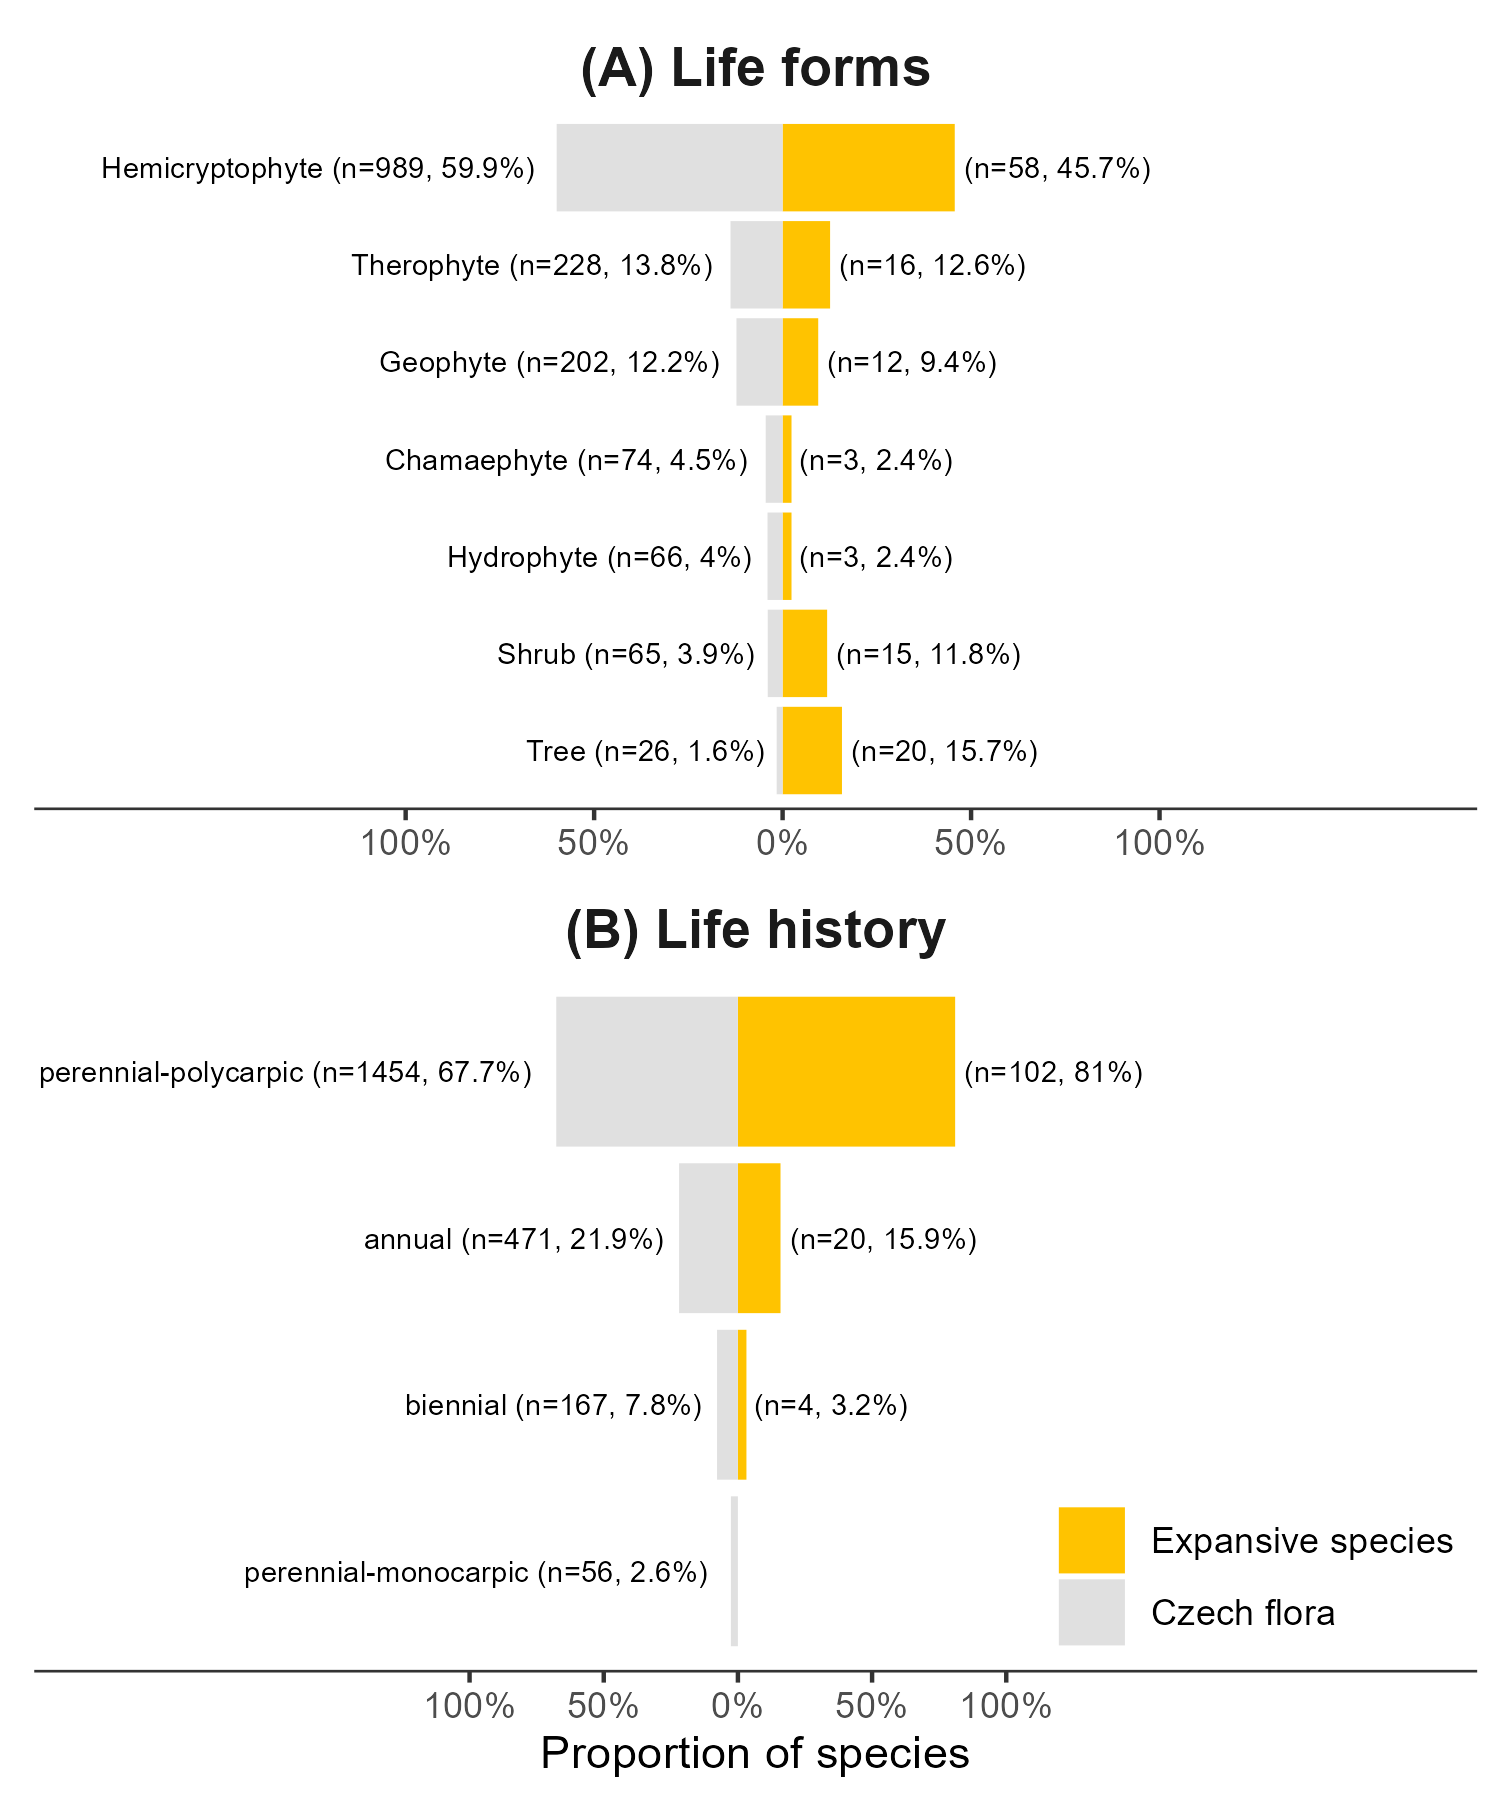 (A) Life forms
Hemicryptophyte (n=989, 59.9%) (n=58, 45.7%)
Therophyte (n=228, 13.8%) (n=16, 12.6%)
Geophyte (n=202, 12.2%) (n=12, 9.4%)
Chamaephyte (n=74, 4.5%) (n=3, 2.4%)
Hydrophyte (n=66, 4%) (n=3, 2.4%)
Shrub (n=65, 3.9%) (n=15, 11.8%)
Tree (n=26, 1.6%) (n=20, 15.7%)
100% 50% 0% 50% 100%
(B) Life history
perennial-polycarpic (n=1454, 67.7%) (n=102, 81%)
annual (n=471, 21.9%) (n=20, 15.9%)
biennial (n=167, 7.8%) (n=4, 3.2%)
perennial-monocarpic (n=56, 2.6%)
Expansive species
Czech flora
100% 50% 0% 50% 100%
Proportion of species